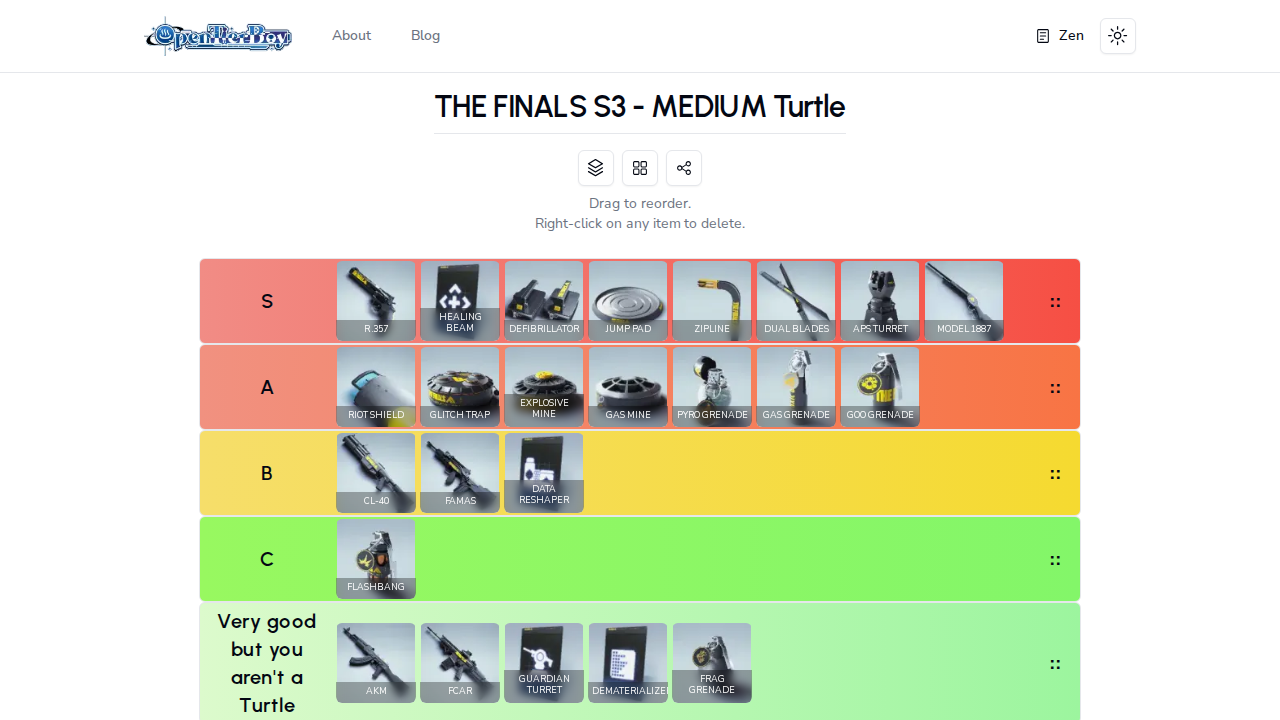 OpenTierBoy
About
Blog
Zen
THE FINALS S3 - MEDIUM Turtle
Drag to reorder.
Right-click on any item to delete.
S
R.357
HEALING
BEAM
DEFIBRILLATOR
JUMP PAD
ZIPLINE
DUAL BLADES
APS TURRET
MODEL 1887
::
A
RIOT SHIELD
GLITCH TRAP
EXPLOSIVE
MINE
GAS MINE
PYRO GRENADE
GAS GRENADE
GOO GRENADE
::
B
CL-40
FAMAS
DATA
RESHAPER
::
C
FLASHBANG
::
Very good
but you
aren't a
Turtle
AKM
FCAR
GUARDIAN
TURRET
DEMATERIALIZE
FRAG
GRENADE
::